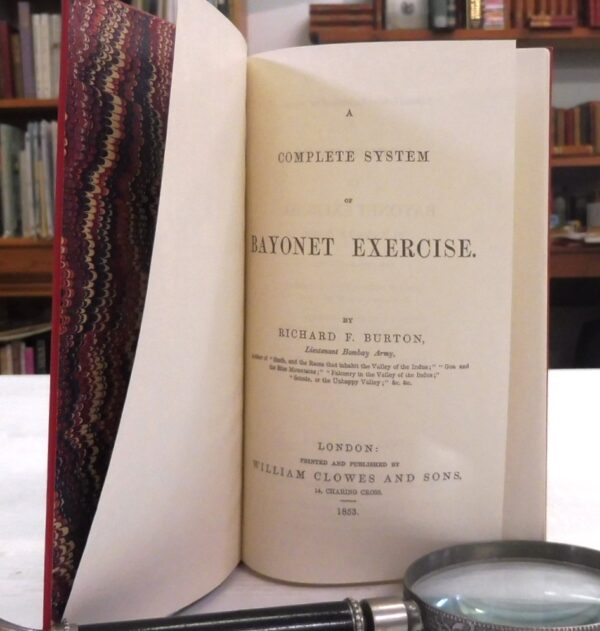 A
COMPLETE SYSTEM
OF
BAYONET EXERCISE.
BY
RICHARD F. BURTON,
Lieutenant Bombay Army,
Author of "Sindh, and the Races that inhabit the Valley of the Indus;" "Goa and
the Blue Mountains;" "Falconry in the Valley of the Indus;"
"Scinde, or the Unhappy Valley;" &c. &c.
LONDON:
PRINTED AND PUBLISHED BY
WILLIAM CLOWES AND SONS,
14, CHARING CROSS.
1853.